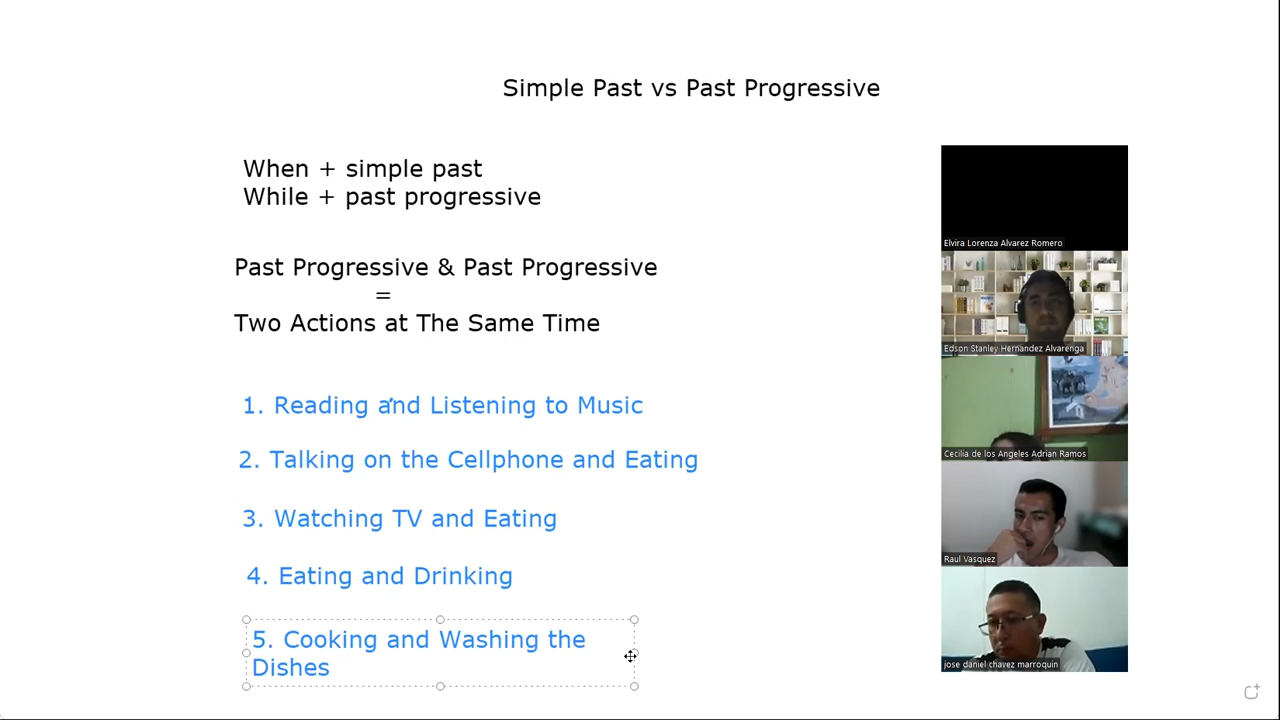 Simple Past vs Past Progressive
When + simple past
While + past progressive
Past Progressive & Past Progressive
=
Two Actions at The Same Time
1. Reading and Listening to Music
2. Talking on the Cellphone and Eating
3. Watching TV and Eating
4. Eating and Drinking
5. Cooking and Washing the
Dishes
Elvira Lorenza Alvarez Romero
Edson Stanley Hernandez Alvarenga
Cecilia de los Angeles Adrian Ramos
Raul Vasquez
jose daniel chavez marroquin